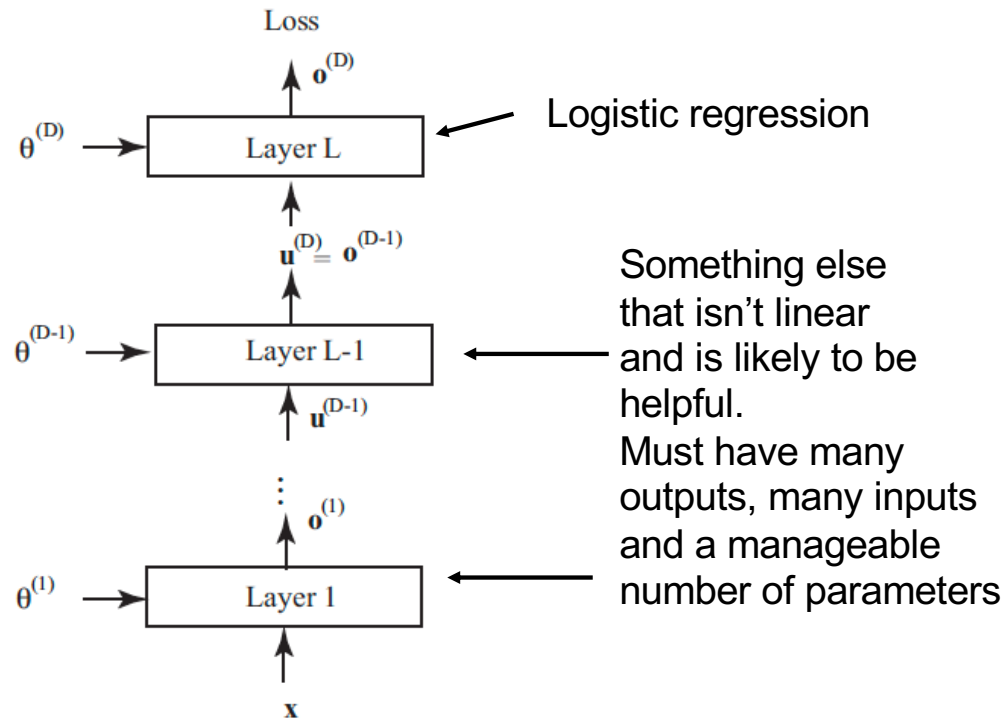 Loss
o^(D)
Logistic regression
θ^(D)
Layer L
u^(D) = o^(D-1)
Something else
that isn’t linear
θ^(D-1)
Layer L-1
and is likely to be
helpful.
u^(D-1)
Must have many
outputs, many inputs
⋮
o^(1)
and a manageable
number of parameters
θ^(1)
Layer 1
x